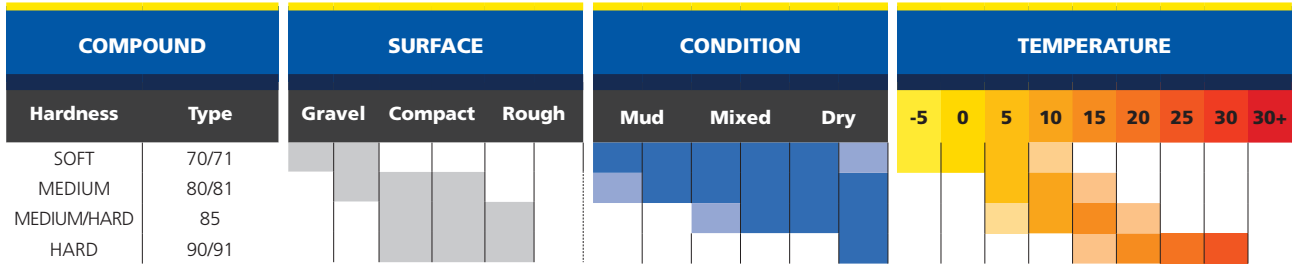 COMPOUND SURFACE CONDITION TEMPERATURE
Hardness Type Gravel Compact Rough Mud Mixed Dry -5 0 5 10 15 20 25 30 30+
SOFT 70/71
MEDIUM 80/81
MEDIUM/HARD 85
HARD 90/91